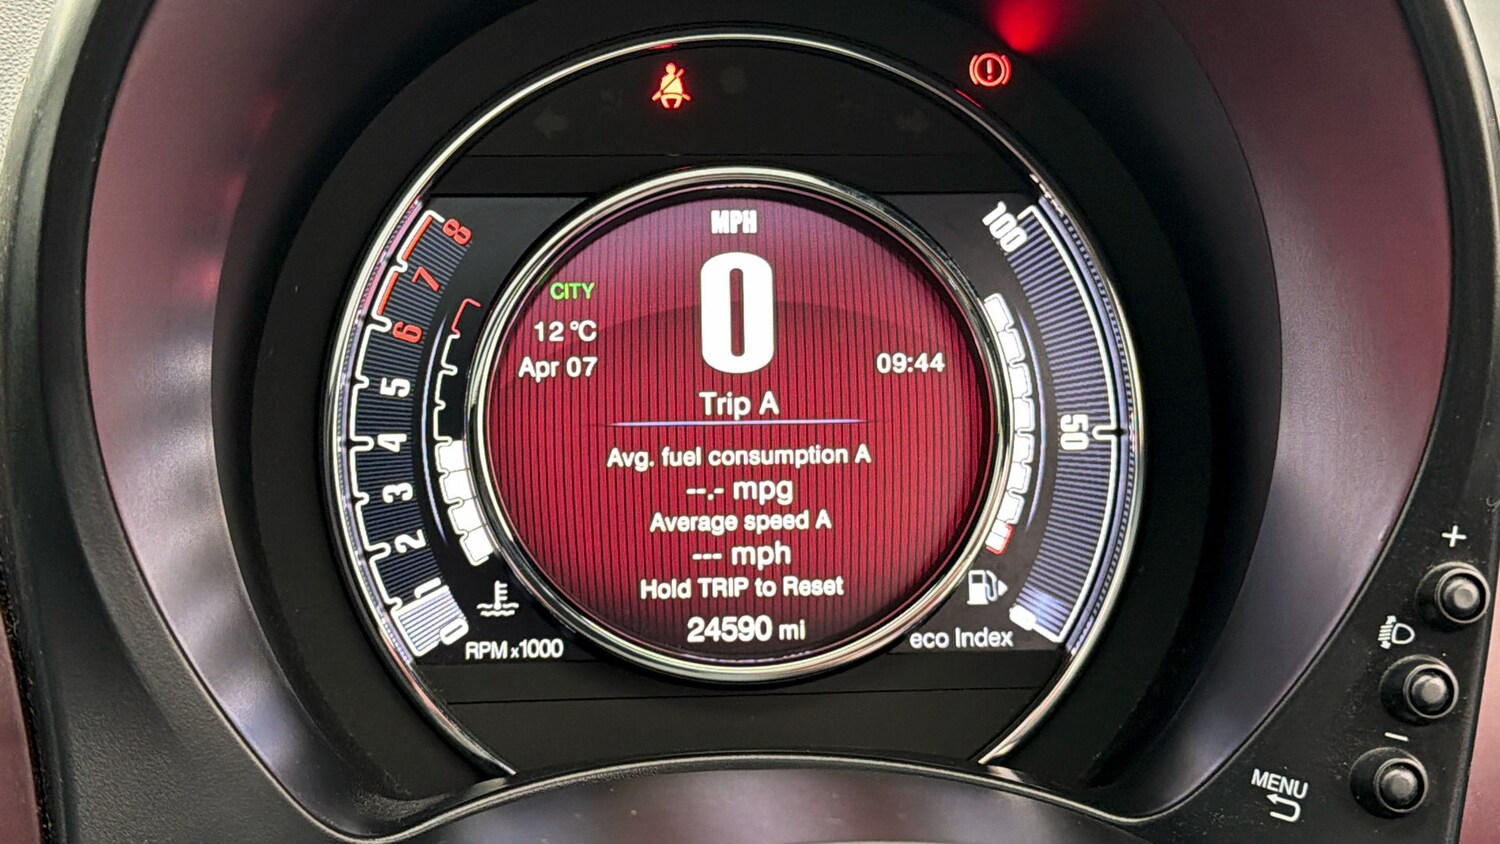 MPH
0
CITY
12 °C
Apr 07
09:44
Trip A
Avg. fuel consumption A
--.- mpg
Average speed A
--- mph
Hold TRIP to Reset
24590 mi
8
7
6
5
4
3
2
1
0
RPM x1000
100
50
0
eco Index
+
−
MENU